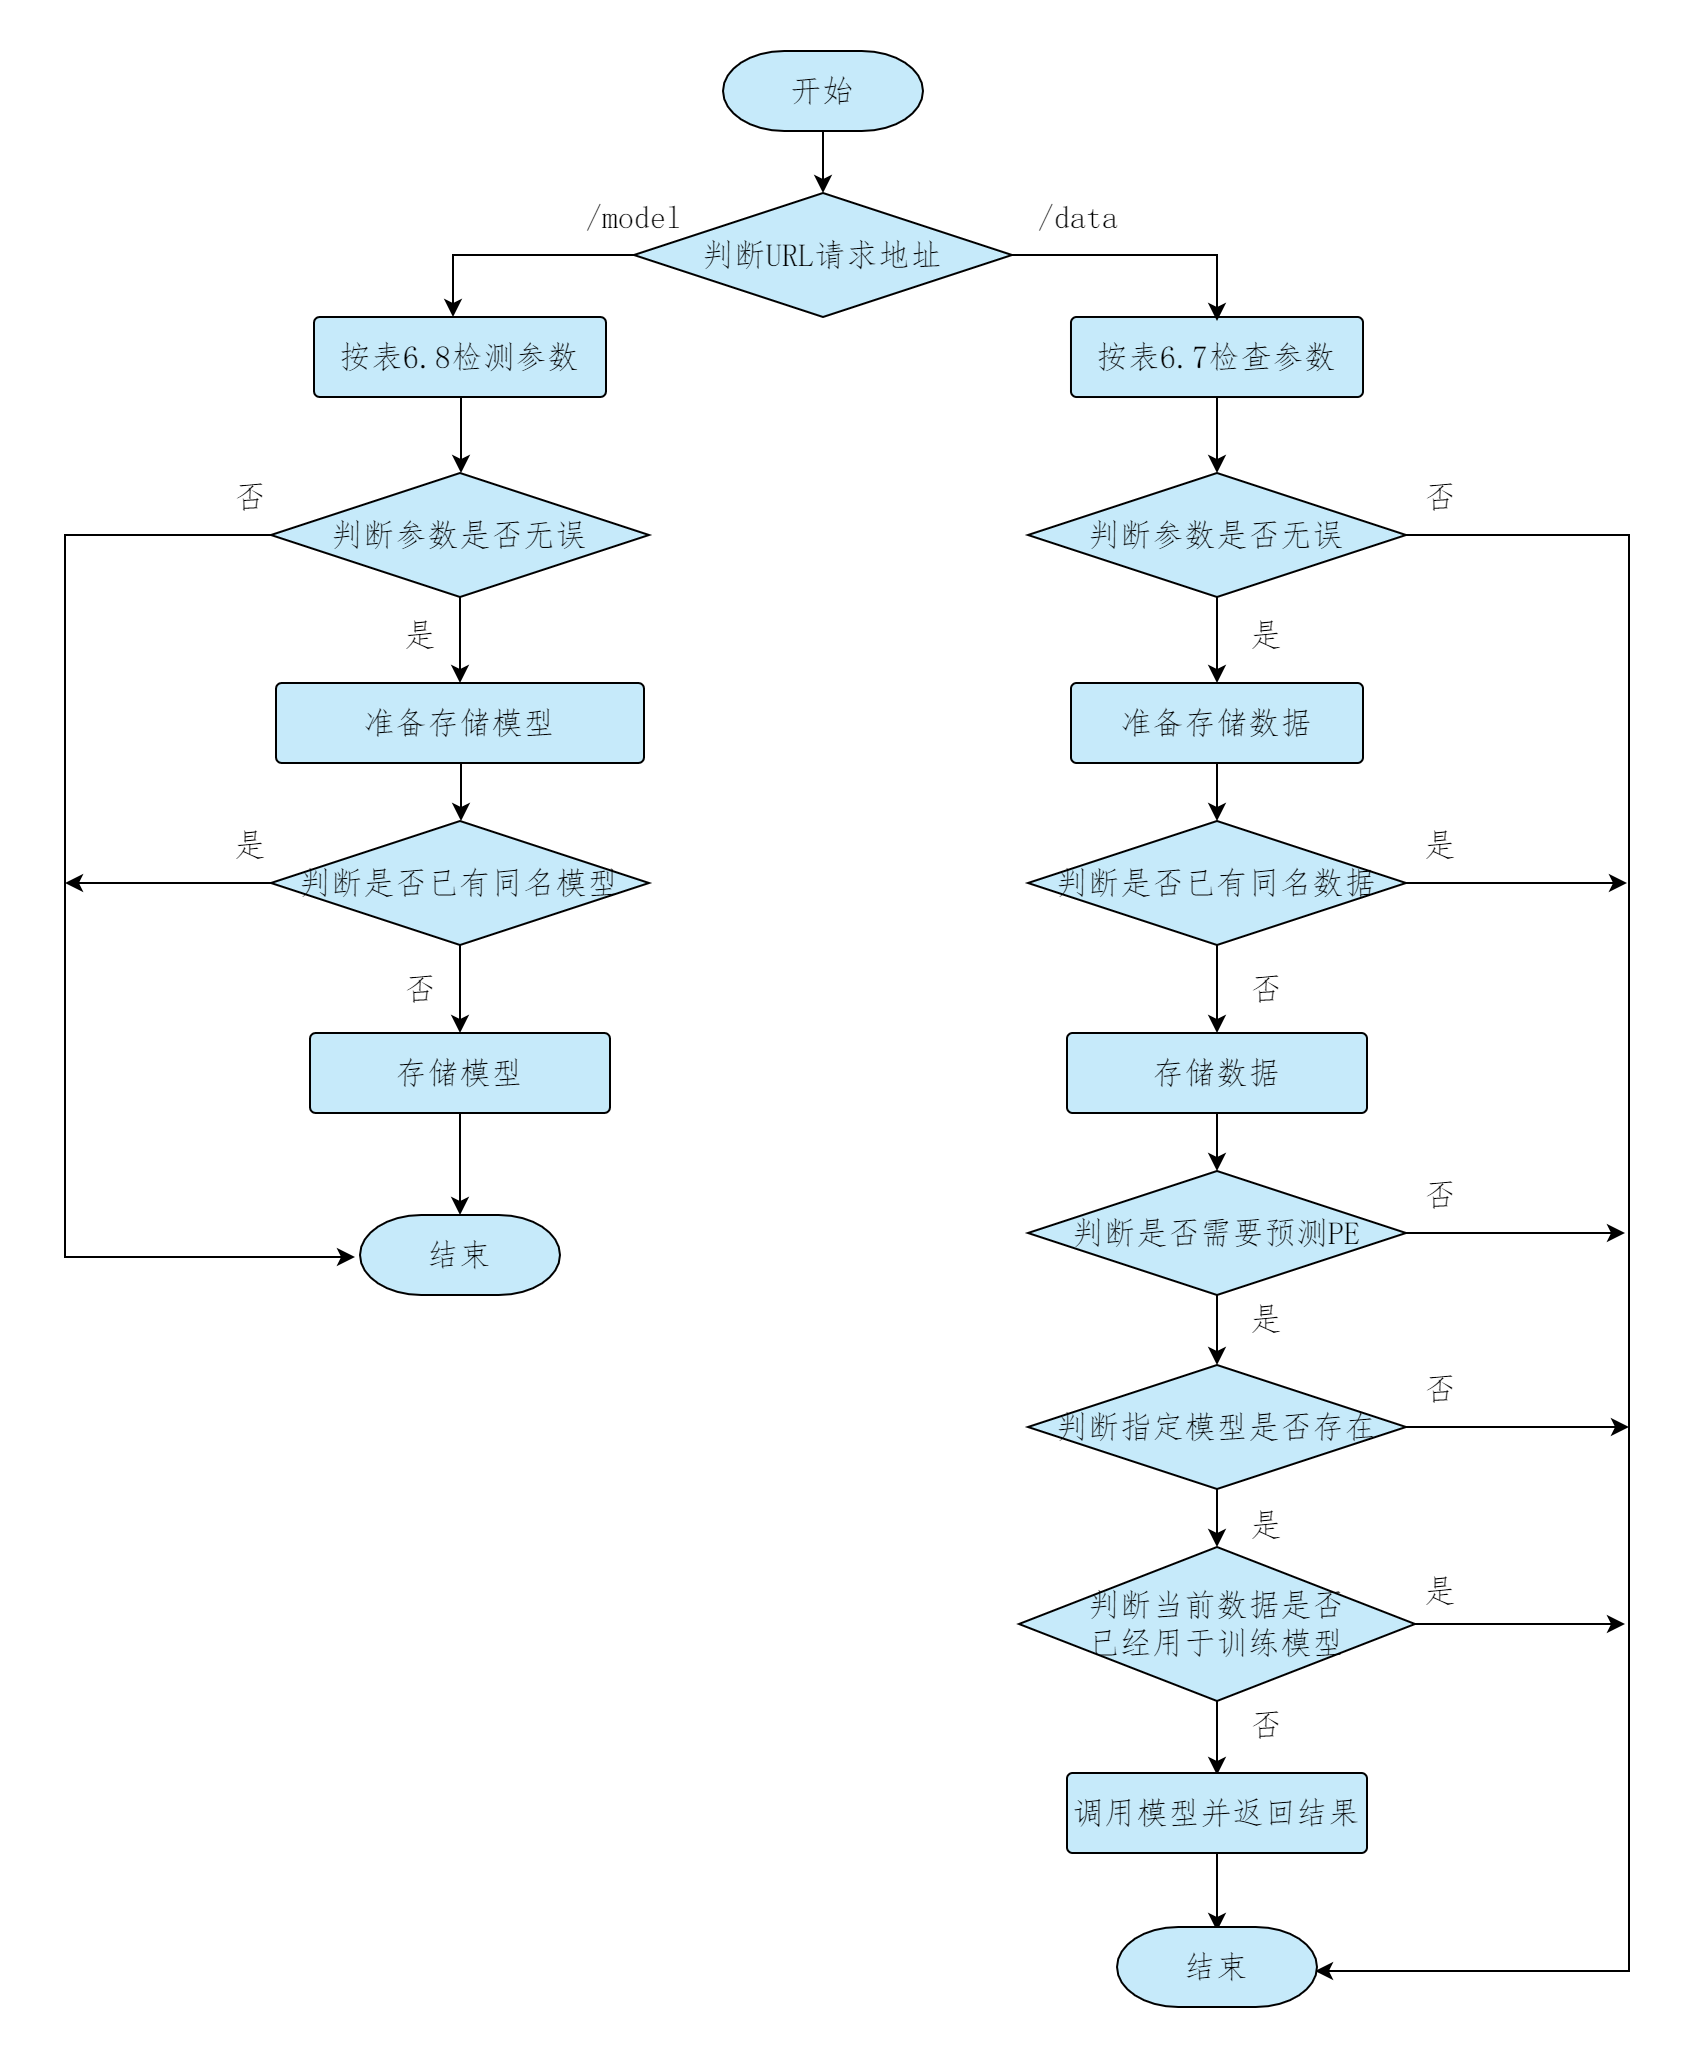 开始
/model
/data
判断URL请求地址
按表6.8检测参数
按表6.7检查参数
否
否
判断参数是否无误
判断参数是否无误
是
是
准备存储模型
准备存储数据
是
是
判断是否已有同名模型
判断是否已有同名数据
否
否
存储模型
存储数据
否
判断是否需要预测PE
结束
是
否
判断指定模型是否存在
是
是
判断当前数据是否
已经用于训练模型
否
调用模型并返回结果
结束